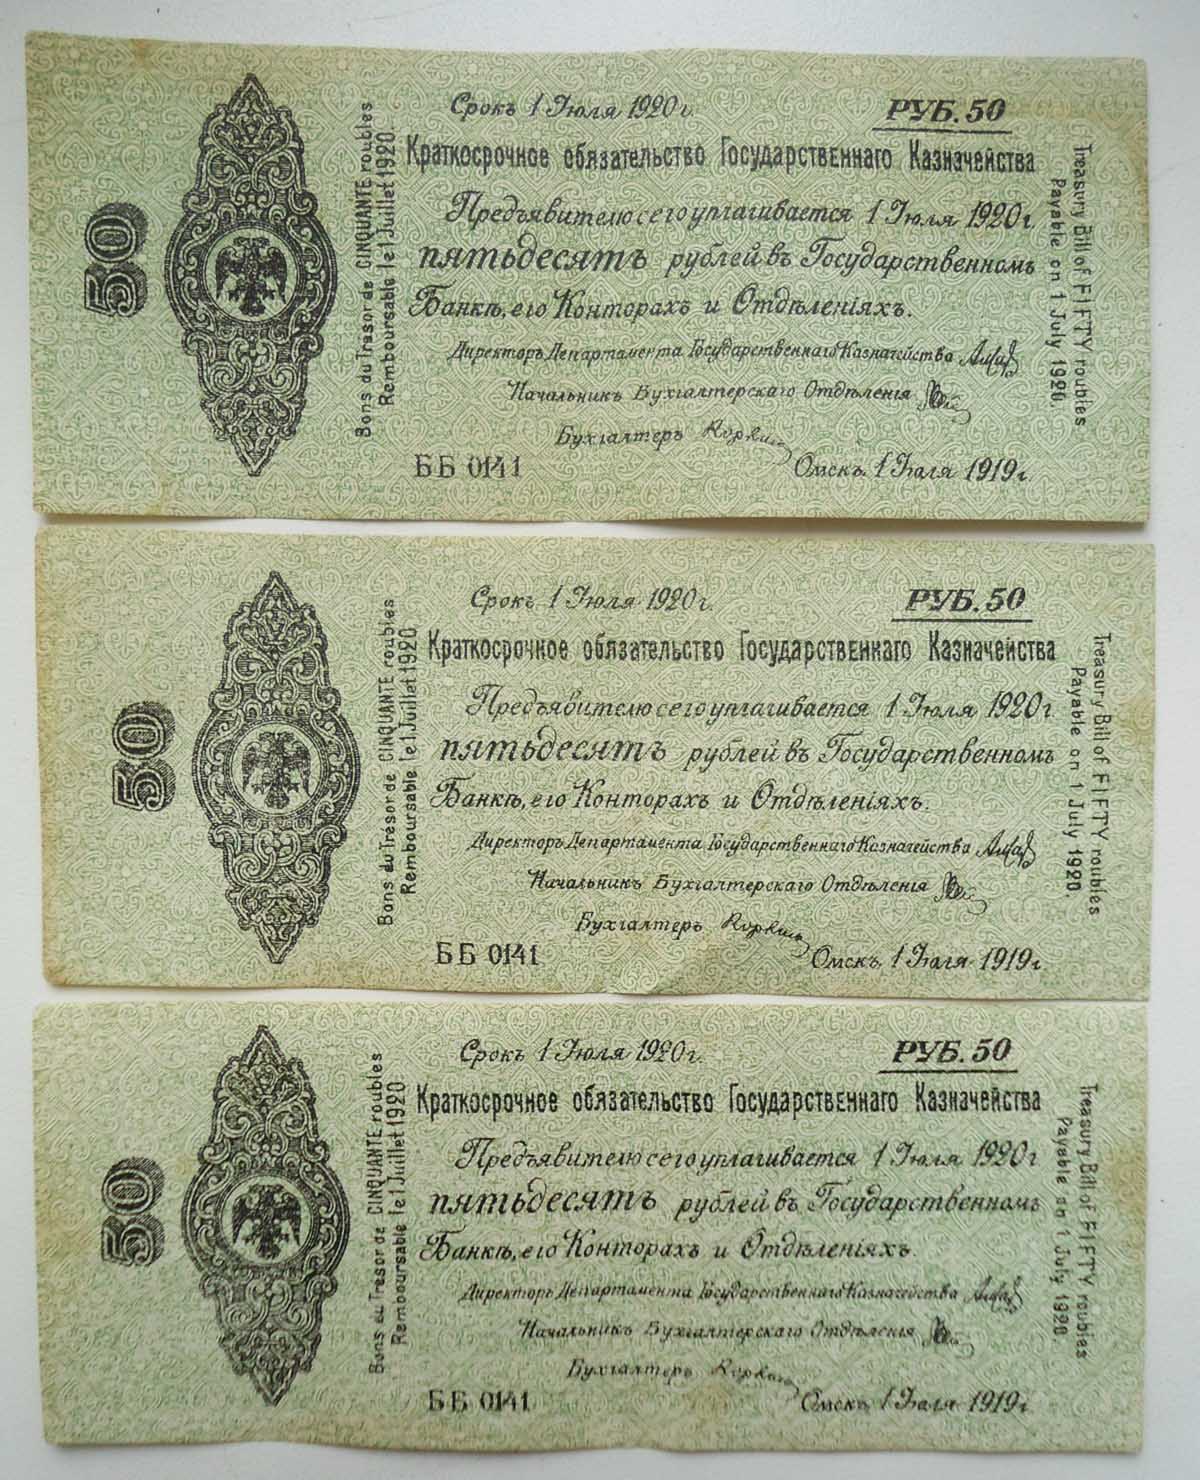 50
Bons du Tresor de CINQUANTE roubles
Remboursable le 1 Juillet 1920.
Срокъ 1 Іюля 1920 г.
РУБ. 50
Краткосрочное обязательство Государственнаго Казначейства
Предъявителю сего уплачивается 1 Іюля 1920 г.
пятьдесятъ рублей въ Государственномъ
Банкѣ, его Конторахъ и Отдѣленіяхъ.
Директоръ Департамента Государственнаго Казначейства
Начальникъ Бухгалтерскаго Отдѣленія
Бухгалтеръ
ББ 0141
Омскъ, 1 Іюля 1919 г.
Treasury Bill of FIFTY roubles
Payable on 1 July 1920.
50
Bons du Tresor de CINQUANTE roubles
Remboursable le 1 Juillet 1920
Срокъ 1 Іюля 1920 г.
РУБ. 50
Краткосрочное обязательство Государственнаго Казначейства
Предъявителю сего уплачивается 1 Іюля 1920 г.
пятьдесятъ рублей въ Государственномъ
Банкѣ, его Конторахъ и Отдѣленіяхъ.
Директоръ Департамента Государственнаго Казначейства
Начальникъ Бухгалтерскаго Отдѣленія
Бухгалтеръ
ББ 0141
Омскъ, 1 Іюля 1919 г.
Treasury Bill of FIFTY roubles
Payable on 1 July 1920.
50
Bons du Tresor de CINQUANTE roubles
Remboursable le 1 Juillet 1920
Срокъ 1 Іюля 1920 г.
РУБ. 50
Краткосрочное обязательство Государственнаго Казначейства
Предъявителю сего уплачивается 1 Іюля 1920 г.
пятьдесятъ рублей въ Государственномъ
Банкѣ, его Конторахъ и Отдѣленіяхъ.
Директоръ Департамента Государственнаго Казначейства
Начальникъ Бухгалтерскаго Отдѣленія
Бухгалтеръ
ББ 0141
Омскъ, 1 Іюля 1919 г.
Treasury Bill of FIFTY roubles
Payable on 1 July 1920.